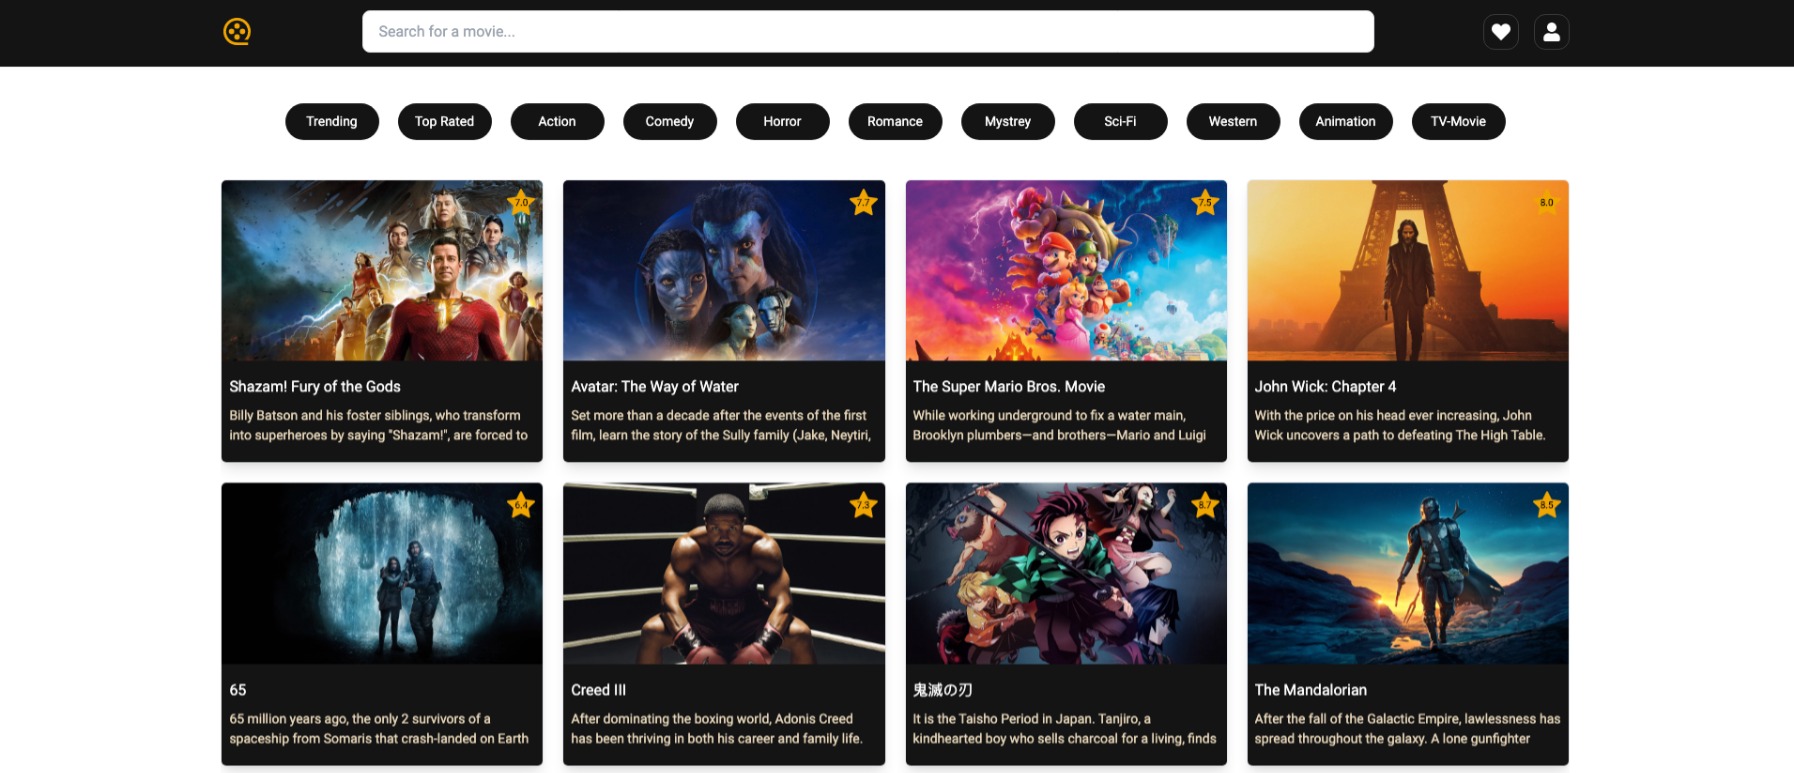 Search for a movie...
Trending
Top Rated
Action
Comedy
Horror
Romance
Mystrey
Sci-Fi
Western
Animation
TV-Movie
7.0
Shazam! Fury of the Gods
Billy Batson and his foster siblings, who transform
into superheroes by saying "Shazam!", are forced to
7.7
Avatar: The Way of Water
Set more than a decade after the events of the first
film, learn the story of the Sully family (Jake, Neytiri,
7.5
The Super Mario Bros. Movie
While working underground to fix a water main,
Brooklyn plumbers—and brothers—Mario and Luigi
8.0
John Wick: Chapter 4
With the price on his head ever increasing, John
Wick uncovers a path to defeating The High Table.
6.4
65
65 million years ago, the only 2 survivors of a
spaceship from Somaris that crash-landed on Earth
7.3
Creed III
After dominating the boxing world, Adonis Creed
has been thriving in both his career and family life.
8.7
鬼滅の刃
It is the Taisho Period in Japan. Tanjiro, a
kindhearted boy who sells charcoal for a living, finds
8.5
The Mandalorian
After the fall of the Galactic Empire, lawlessness has
spread throughout the galaxy. A lone gunfighter